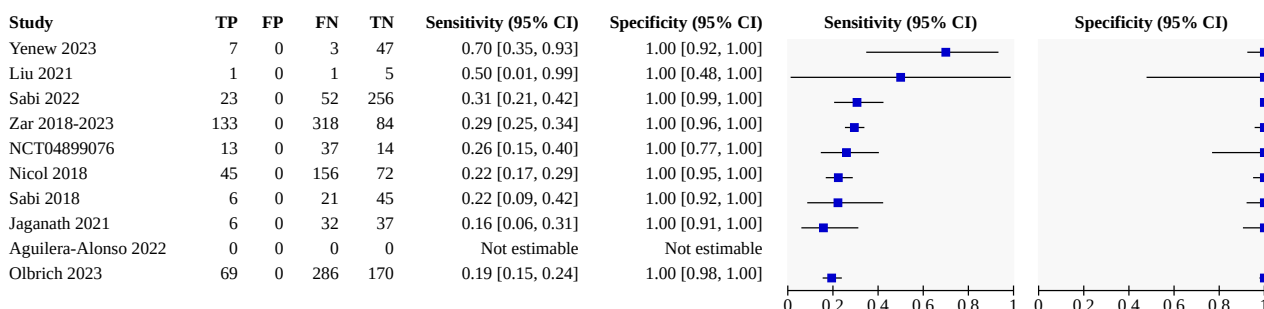 Study TP FP FN TN Sensitivity (95% CI) Specificity (95% CI) Sensitivity (95% CI) Specificity (95% CI)
Yenew 2023 7 0 3 47 0.70 [0.35, 0.93] 1.00 [0.92, 1.00]
Liu 2021 1 0 1 5 0.50 [0.01, 0.99] 1.00 [0.48, 1.00]
Sabi 2022 23 0 52 256 0.31 [0.21, 0.42] 1.00 [0.99, 1.00]
Zar 2018-2023 133 0 318 84 0.29 [0.25, 0.34] 1.00 [0.96, 1.00]
NCT04899076 13 0 37 14 0.26 [0.15, 0.40] 1.00 [0.77, 1.00]
Nicol 2018 45 0 156 72 0.22 [0.17, 0.29] 1.00 [0.95, 1.00]
Sabi 2018 6 0 21 45 0.22 [0.09, 0.42] 1.00 [0.92, 1.00]
Jaganath 2021 6 0 32 37 0.16 [0.06, 0.31] 1.00 [0.91, 1.00]
Aguilera-Alonso 2022 0 0 0 0 Not estimable Not estimable
Olbrich 2023 69 0 286 170 0.19 [0.15, 0.24] 1.00 [0.98, 1.00]
0 0.2 0.4 0.6 0.8 1 0 0.2 0.4 0.6 0.8 1